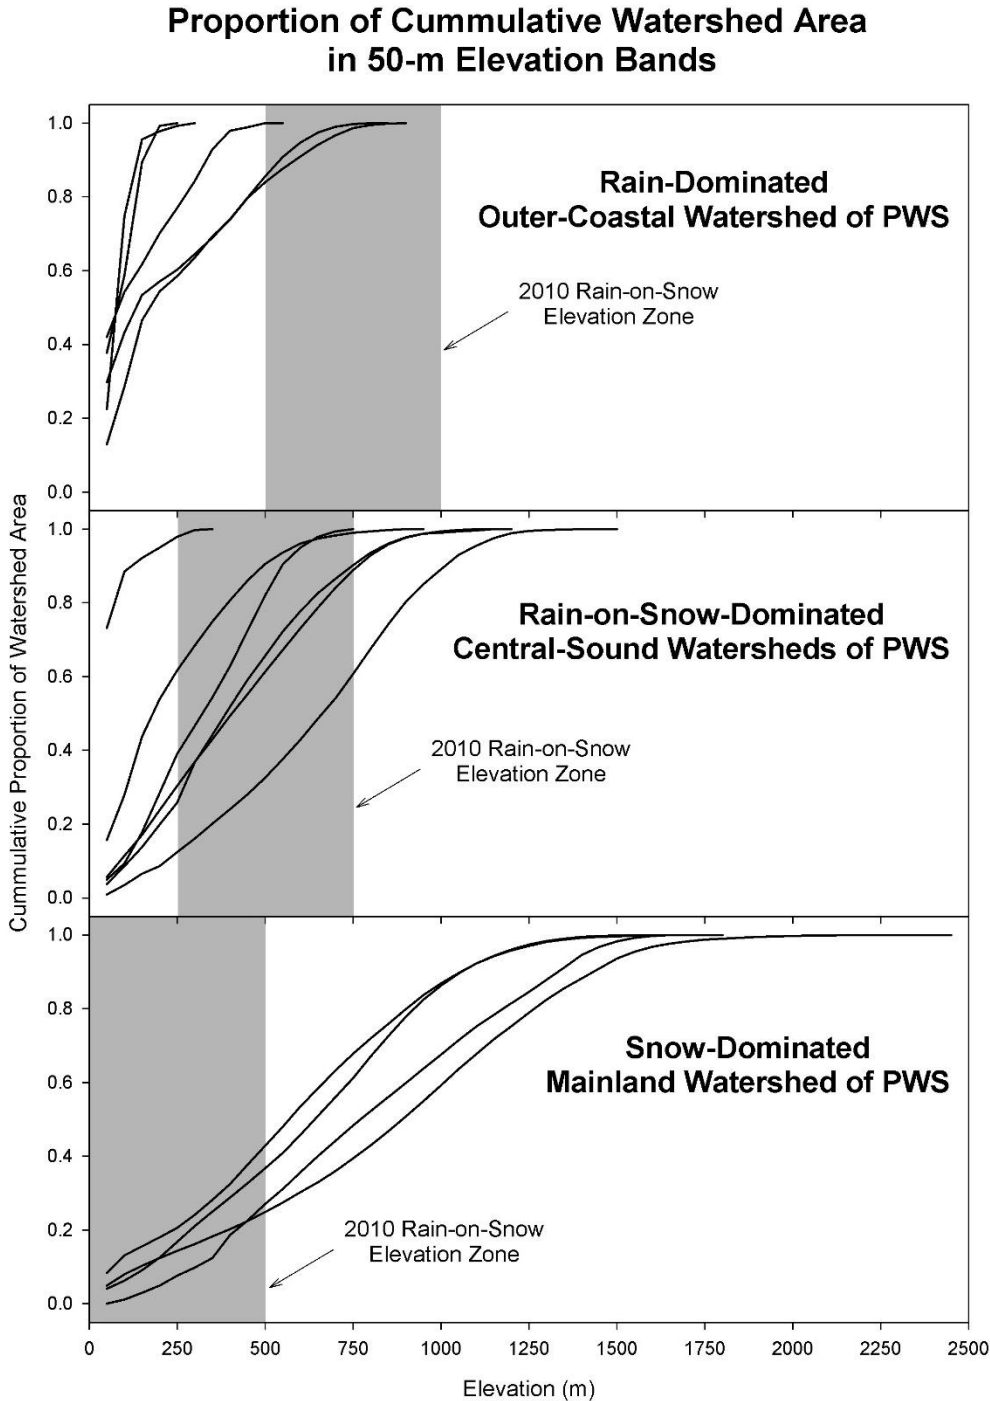 Proportion of Cummulative Watershed Area
in 50-m Elevation Bands
1.0
0.8
0.6
0.4
0.2
0.0
Rain-Dominated
Outer-Coastal Watershed of PWS
2010 Rain-on-Snow
Elevation Zone
Cummulative Proportion of Watershed Area
1.0
0.8
0.6
0.4
0.2
0.0
Rain-on-Snow-Dominated
Central-Sound Watersheds of PWS
2010 Rain-on-Snow
Elevation Zone
1.0
0.8
0.6
0.4
0.2
0.0
Snow-Dominated
Mainland Watershed of PWS
2010 Rain-on-Snow
Elevation Zone
0 250 500 750 1000 1250 1500 1750 2000 2250 2500
Elevation (m)